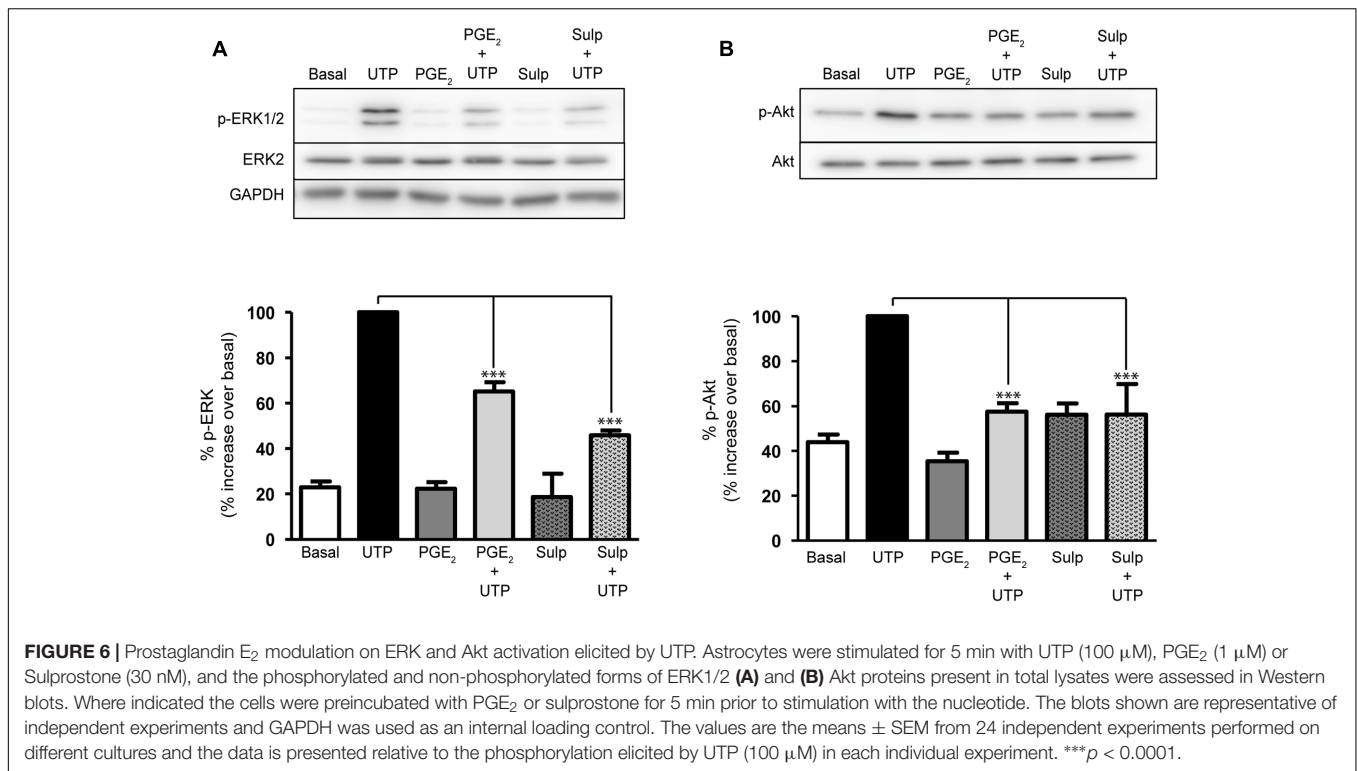 A
Basal UTP PGE₂ PGE₂ + UTP Sulp Sulp + UTP
p-ERK1/2
ERK2
GAPDH
% p-ERK
(% increase over basal)
100
80
60
40
20
0
***
***
Basal UTP PGE₂ PGE₂ + UTP Sulp Sulp + UTP
B
Basal UTP PGE₂ PGE₂ + UTP Sulp Sulp + UTP
p-Akt
Akt
% p-Akt
(% increase over basal)
100
80
60
40
20
0
***
***
Basal UTP PGE₂ PGE₂ + UTP Sulp Sulp + UTP
FIGURE 6 | Prostaglandin E₂ modulation on ERK and Akt activation elicited by UTP. Astrocytes were stimulated for 5 min with UTP (100 μM), PGE₂ (1 μM) or
Sulprostone (30 nM), and the phosphorylated and non-phosphorylated forms of ERK1/2 (A) and (B) Akt proteins present in total lysates were assessed in Western
blots. Where indicated the cells were preincubated with PGE₂ or sulprostone for 5 min prior to stimulation with the nucleotide. The blots shown are representative of
independent experiments and GAPDH was used as an internal loading control. The values are the means ± SEM from 24 independent experiments performed on
different cultures and the data is presented relative to the phosphorylation elicited by UTP (100 μM) in each individual experiment. ***p < 0.0001.